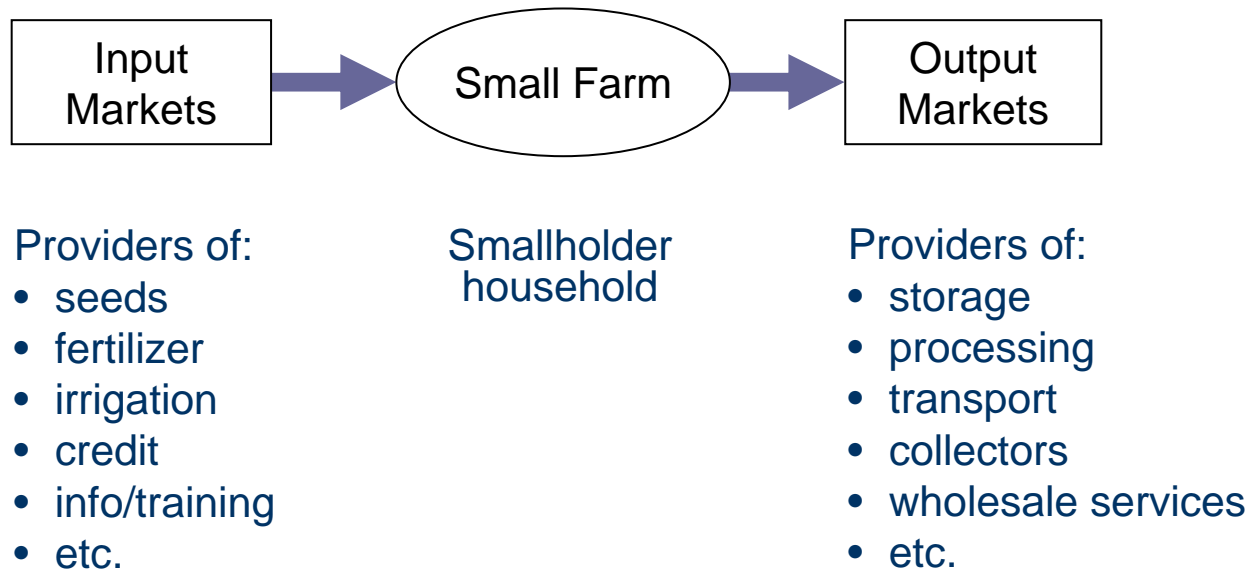 Input
Markets
Small Farm
Output
Markets
Providers of:
• seeds
• fertilizer
• irrigation
• credit
• info/training
• etc.
Smallholder
household
Providers of:
• storage
• processing
• transport
• collectors
• wholesale services
• etc.